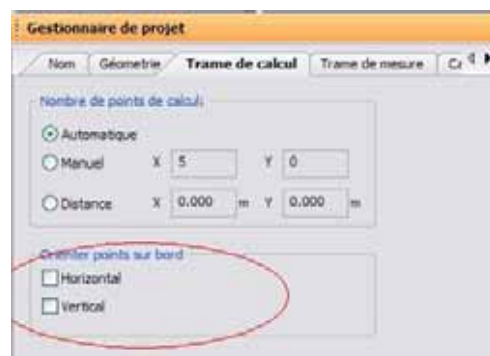 Gestionnaire de projet
Nom Géometrie Trame de calcul Trame de mesure
Nombre de points de calcul:
Automatique
Manuel X 5 Y 0
Distance X 0.000 m Y 0.000 m
Orienter points sur bord
Horizontal
Vertical